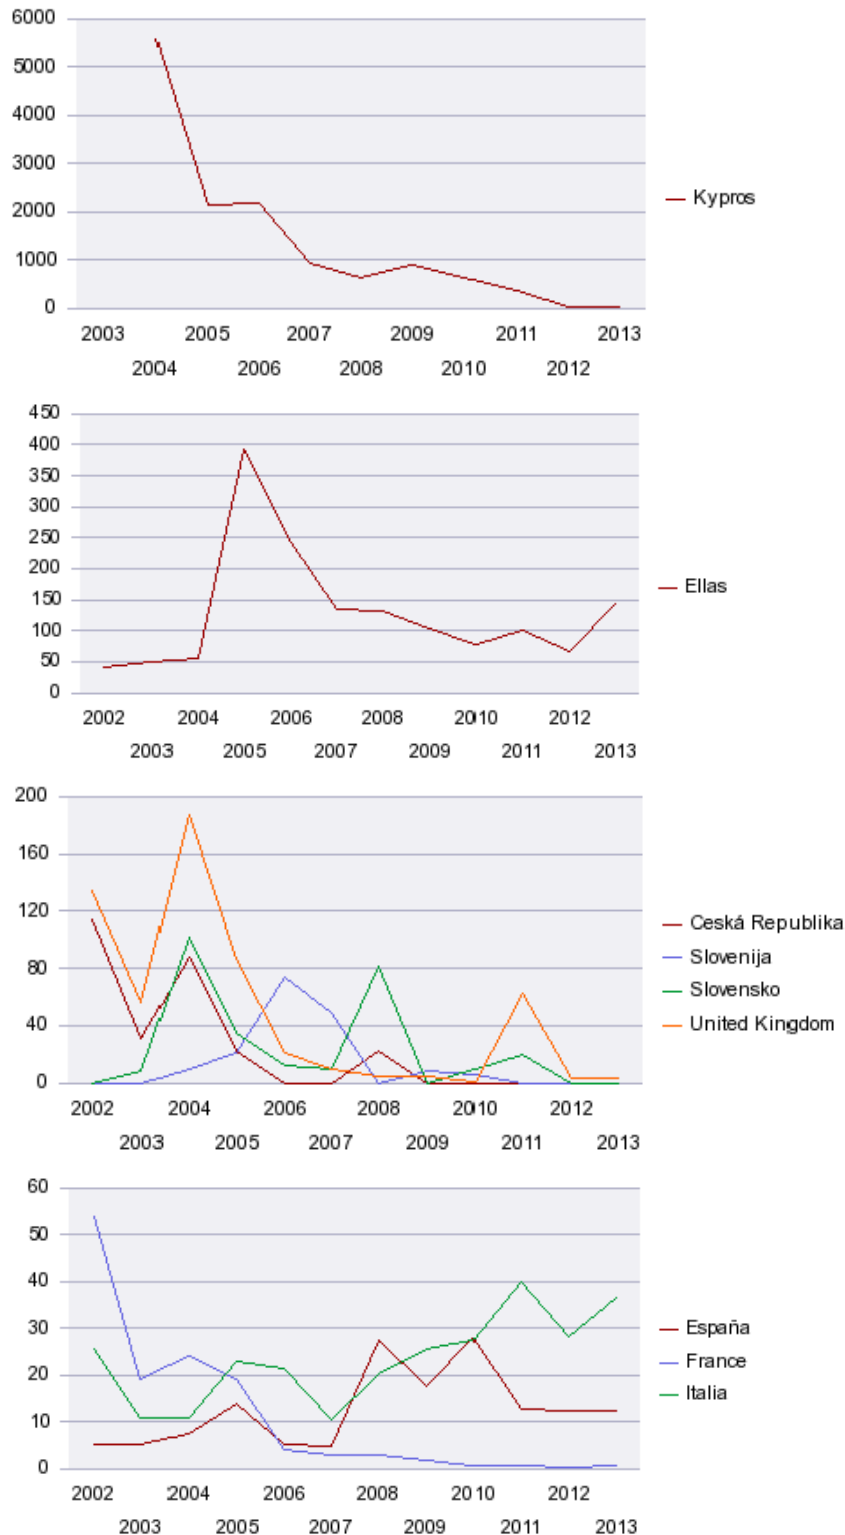 6000
5000
4000
3000
2000
1000
0
2003 2005 2007 2009 2011 2013
2004 2006 2008 2010 2012
Kypros
450
400
350
300
250
200
150
100
50
0
2002 2004 2006 2008 2010 2012
2003 2005 2007 2009 2011 2013
Ellas
200
160
120
80
40
0
2002 2004 2006 2008 2010 2012
2003 2005 2007 2009 2011 2013
Ceská Republika
Slovenija
Slovensko
United Kingdom
60
50
40
30
20
10
0
2002 2004 2006 2008 2010 2012
2003 2005 2007 2009 2011 2013
España
France
Italia